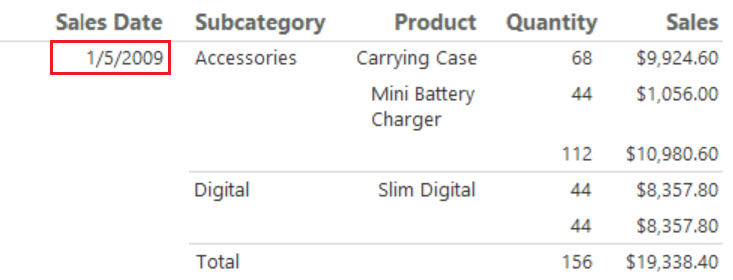 Sales Date Subcategory Product Quantity Sales
1/5/2009 Accessories Carrying Case 68 $9,924.60
Mini Battery 44 $1,056.00
Charger
112 $10,980.60
Digital Slim Digital 44 $8,357.80
44 $8,357.80
Total 156 $19,338.40